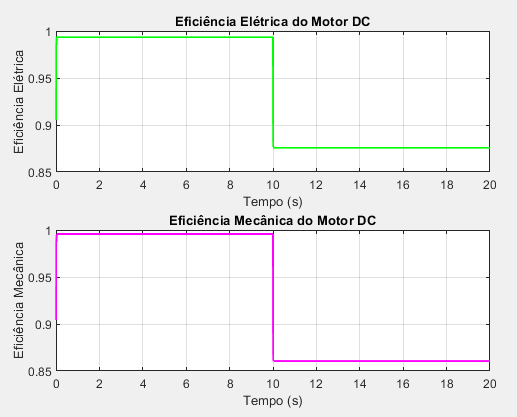 Eficiência Elétrica do Motor DC
1
0.95
0.9
0.85
Eficiência Elétrica
0 2 4 6 8 10 12 14 16 18 20
Tempo (s)
Eficiência Mecânica do Motor DC
1
0.95
0.9
0.85
Eficiência Mecânica
0 2 4 6 8 10 12 14 16 18 20
Tempo (s)